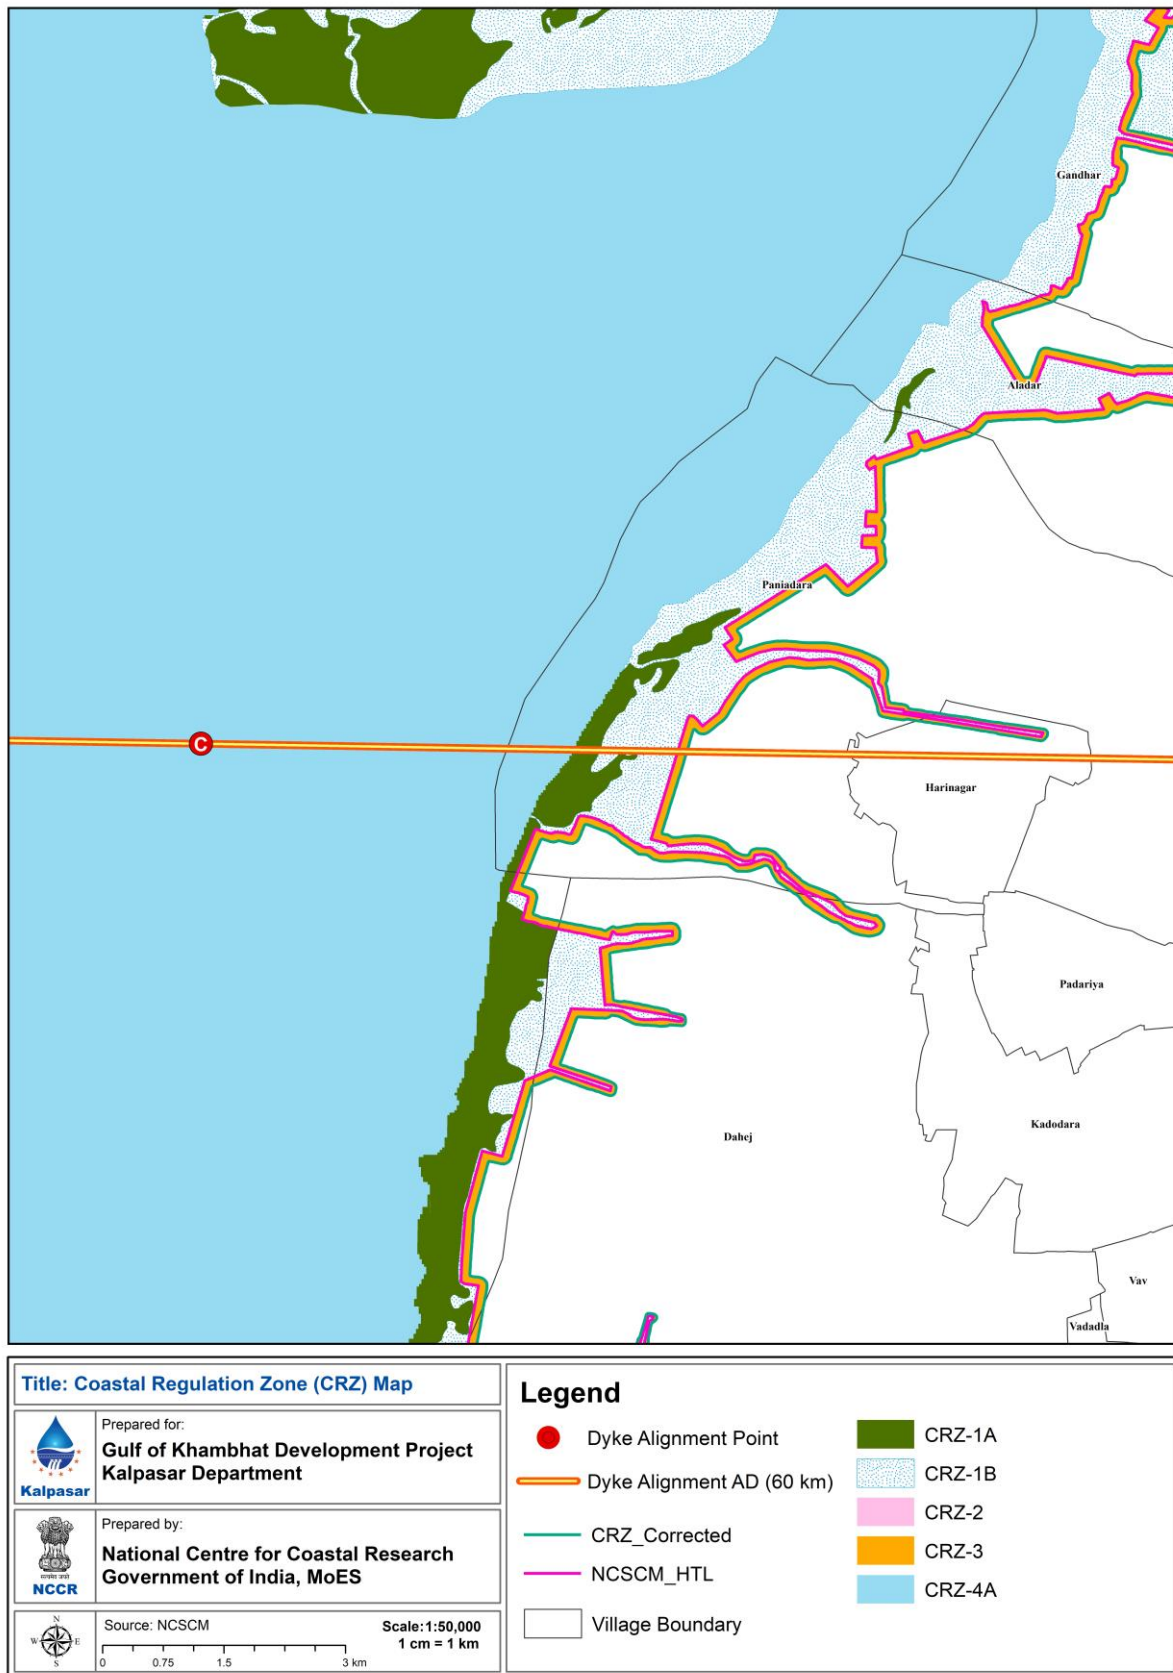 Gandhar
Aladar
Paniadara
C
Harinagar
Padariya
Kadodara
Dahej
Vav
Vadadla
Title: Coastal Regulation Zone (CRZ) Map
Kalpasar
Prepared for:
Gulf of Khambhat Development Project
Kalpasar Department
सत्यमेव जयते
NCCR
Prepared by:
National Centre for Coastal Research
Government of India, MoES
N
W E
S
Source: NCSCM
Scale:1:50,000
1 cm = 1 km
0 0.75 1.5 3 km
Legend
Dyke Alignment Point
Dyke Alignment AD (60 km)
CRZ_Corrected
NCSCM_HTL
Village Boundary
CRZ-1A
CRZ-1B
CRZ-2
CRZ-3
CRZ-4A